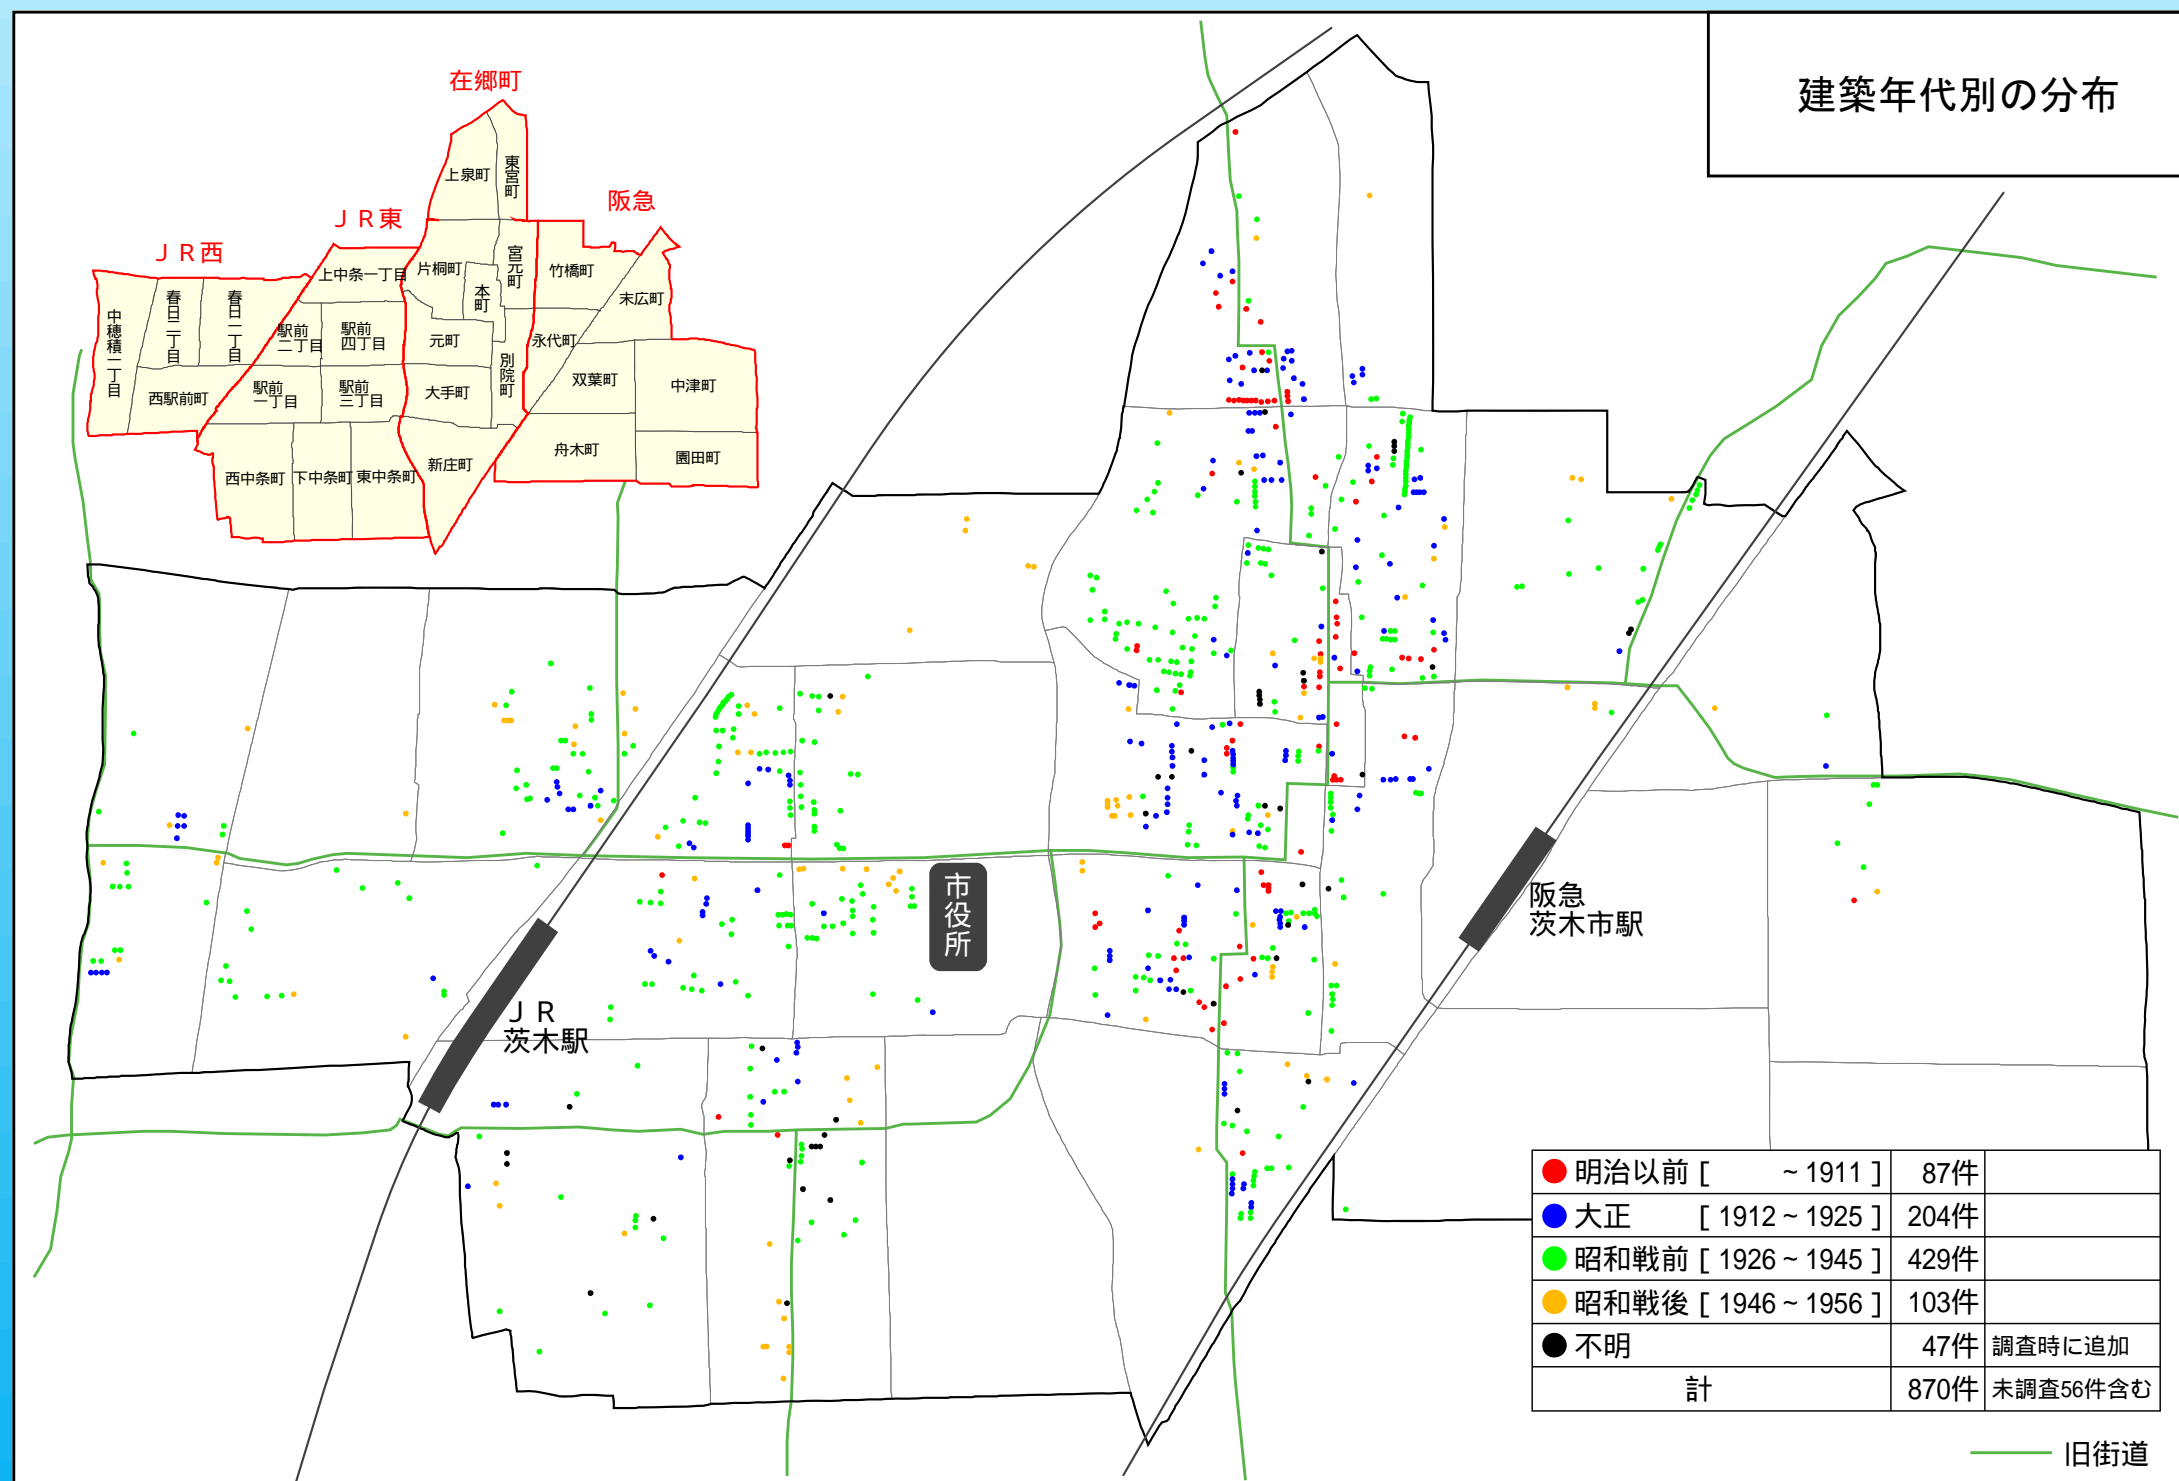 建築年代別の分布
在郷町
阪急
ＪＲ東
ＪＲ西
上泉町
東宮町
上中条一丁目
片桐町
本町
宮元町
竹橋町
末広町
中穂積一丁目
春日二丁目
春日一丁目
駅前
二丁目
駅前
四丁目
元町
別院町
永代町
双葉町
中津町
西駅前町
駅前
一丁目
駅前
三丁目
大手町
舟木町
園田町
西中条町
下中条町
東中条町
新庄町
市役所
阪急
茨木市駅
ＪＲ
茨木駅
明治以前 [ ~ 1911 ] 87件
大正 [ 1912 ~ 1925 ] 204件
昭和戦前 [ 1926 ~ 1945 ] 429件
昭和戦後 [ 1946 ~ 1956 ] 103件
不明 47件 調査時に追加
計 870件 未調査56件含む
旧街道